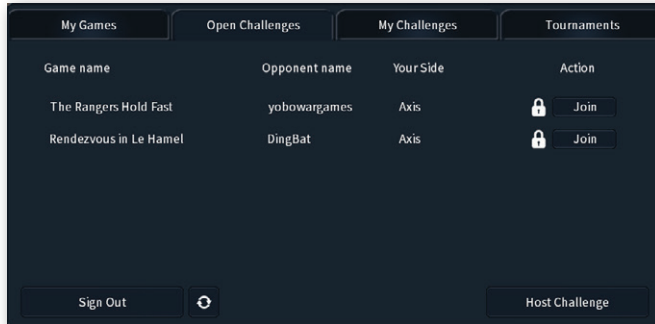 My Games Open Challenges My Challenges Tournaments
Game name Opponent name Your Side Action
The Rangers Hold Fast yobowargames Axis Join
Rendezvous in Le Hamel DingBat Axis Join
Sign Out Host Challenge